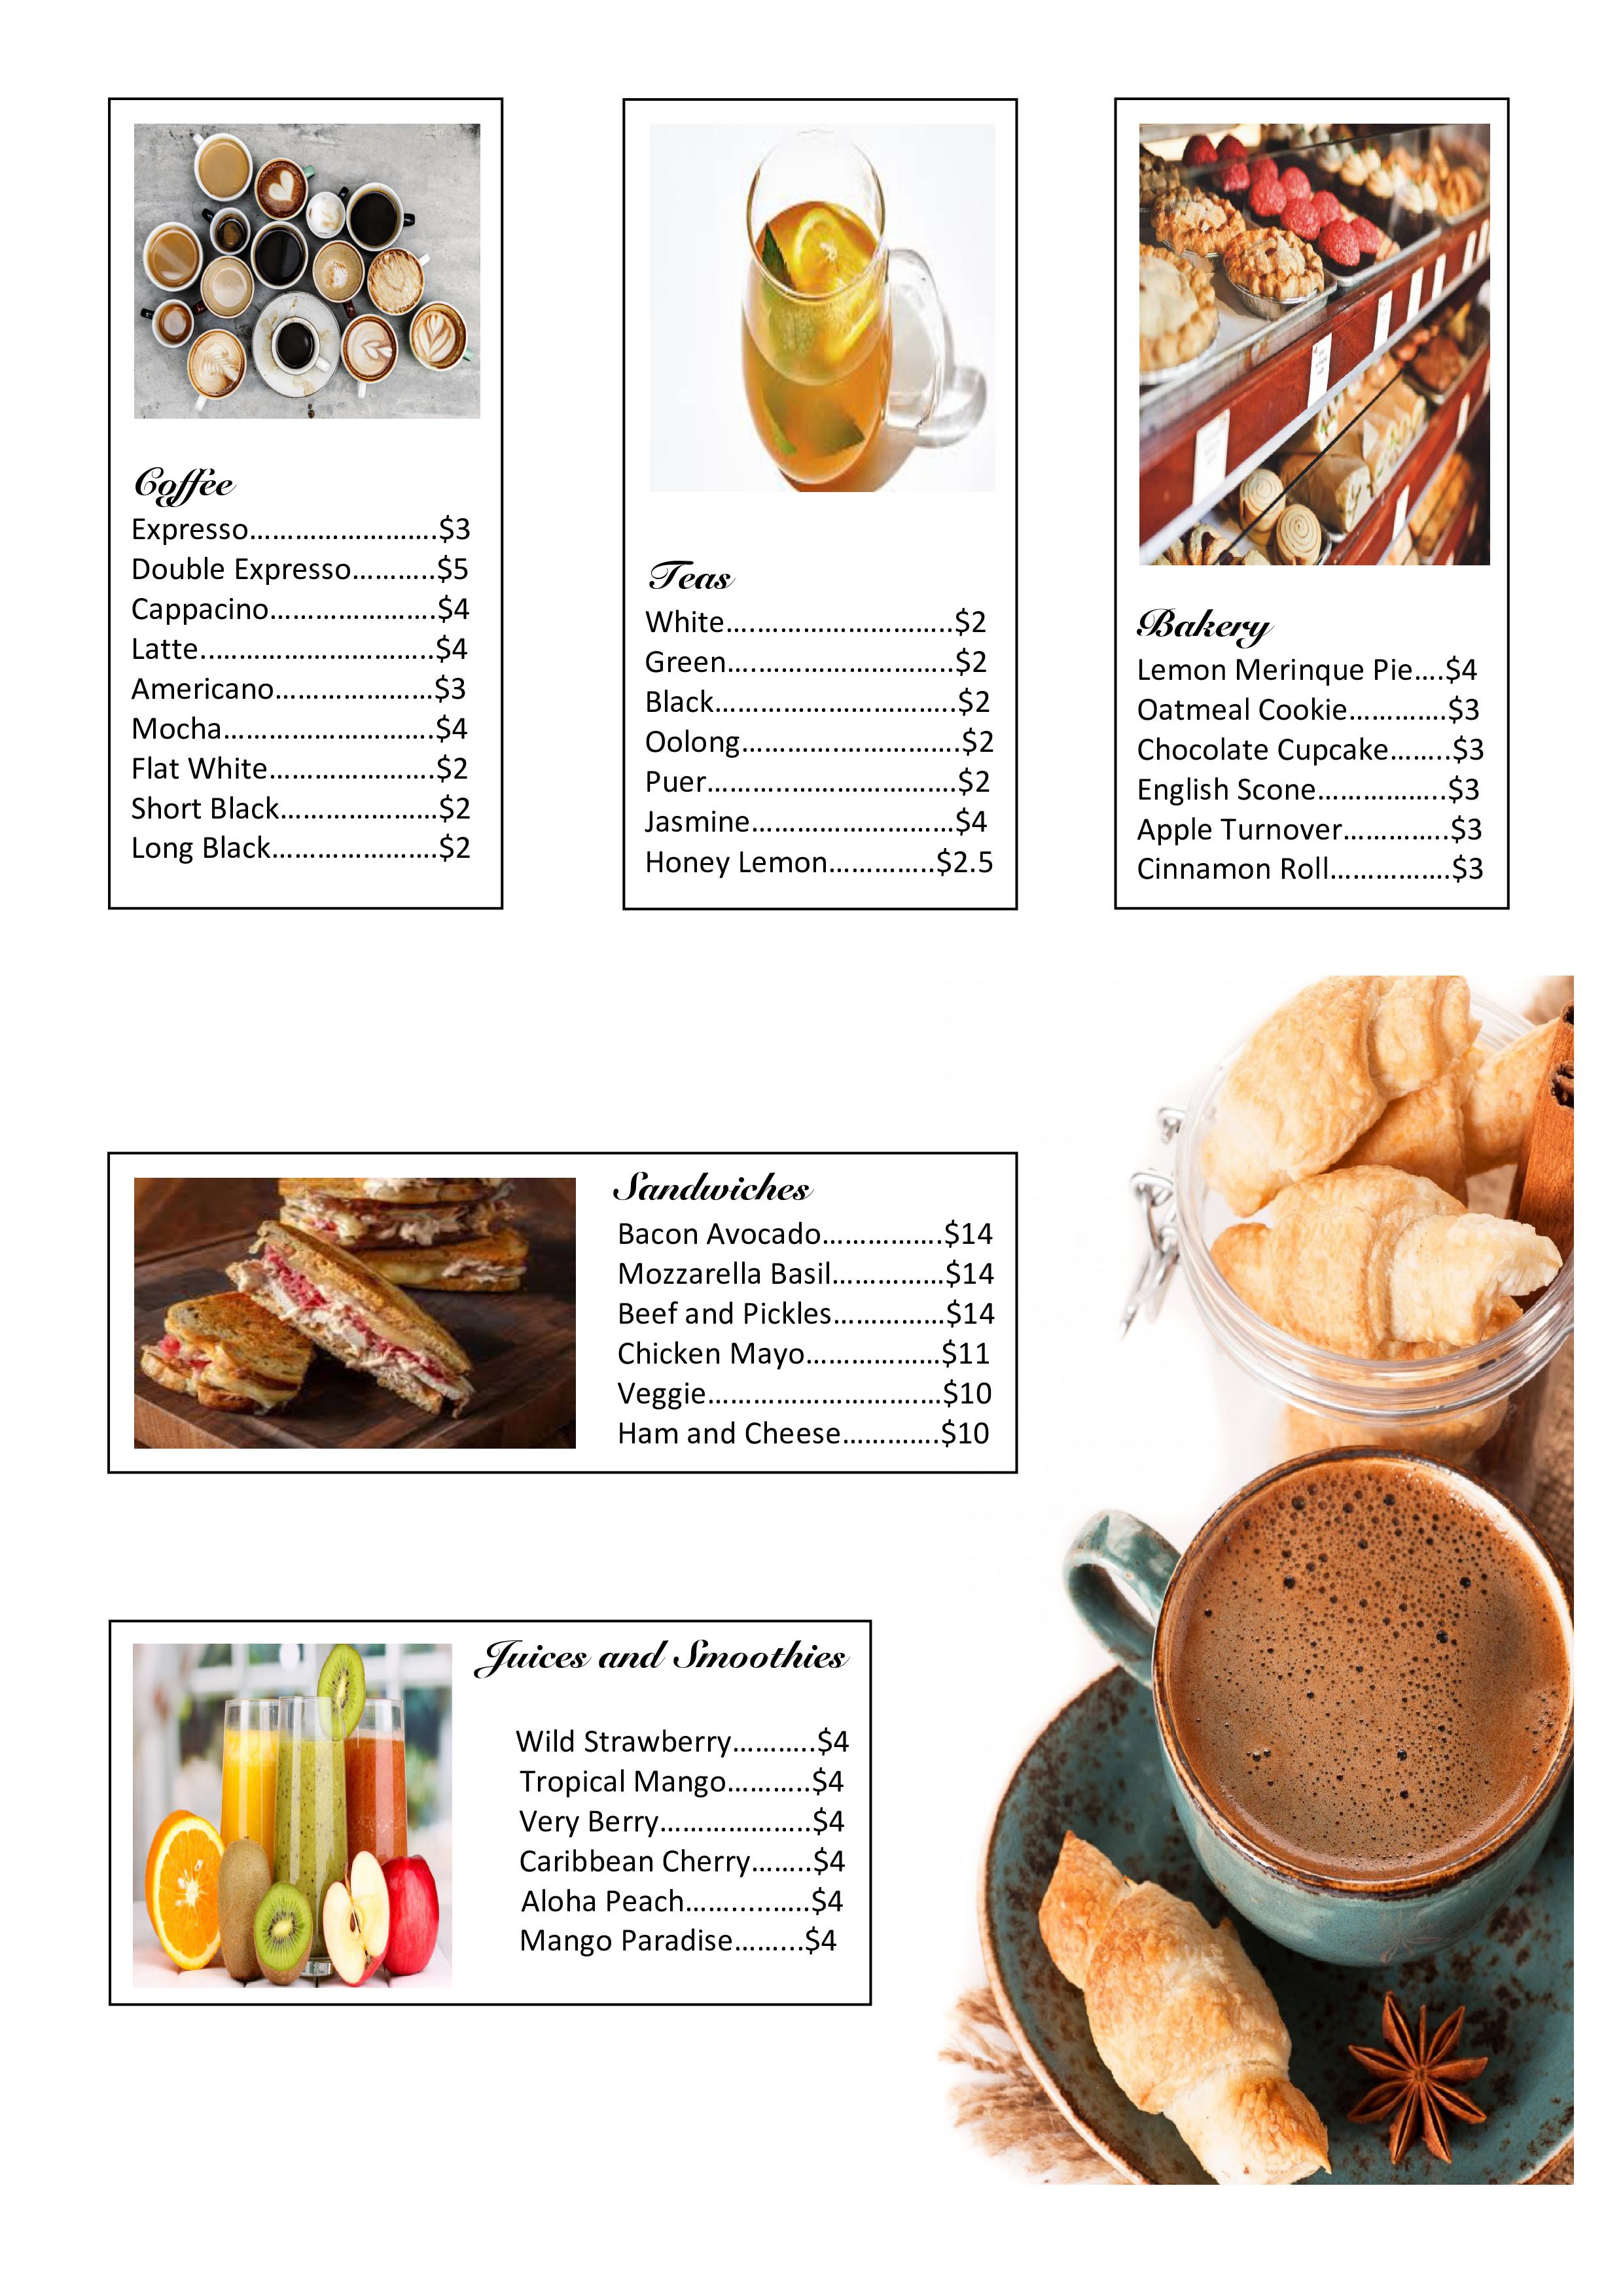 Coffee
Expresso.........................$3
Double Expresso...........$5
Cappacino......................$4
Latte...............................$4
Americano.....................$3
Mocha............................$4
Flat White......................$2
Short Black.....................$2
Long Black......................$2
Teas
White..............................$2
Green..............................$2
Black................................$2
Oolong.............................$2
Puer.................................$2
Jasmine...........................$4
Honey Lemon..............$2.5
Bakery
Lemon Merinque Pie....$4
Oatmeal Cookie.............$3
Chocolate Cupcake........$3
English Scone.................$3
Apple Turnover..............$3
Cinnamon Roll................$3
Sandwiches
Bacon Avocado................$14
Mozzarella Basil...............$14
Beef and Pickles...............$14
Chicken Mayo..................$11
Veggie...............................$10
Ham and Cheese.............$10
Juices and Smoothies
Wild Strawberry...........$4
Tropical Mango...........$4
Very Berry....................$4
Caribbean Cherry........$4
Aloha Peach.................$4
Mango Paradise.........$4